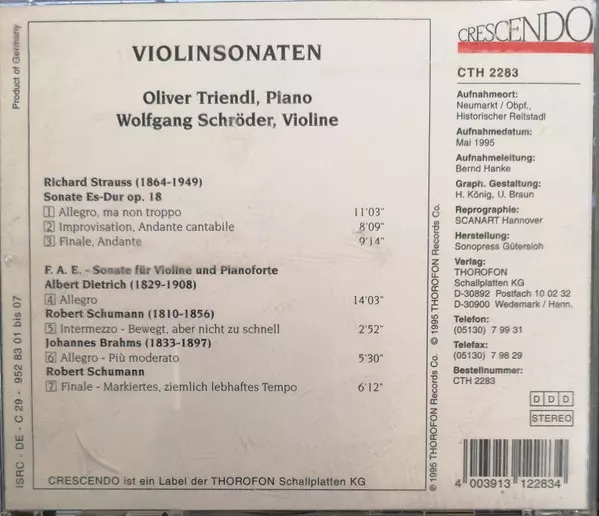 Product of Germany
ISRC - DE - C 29 - 952 83 01 bis 07
VIOLINSONATEN
Oliver Triendl, Piano
Wolfgang Schröder, Violine
Richard Strauss (1864-1949)
Sonate Es-Dur op. 18
1 Allegro, ma non troppo 11'03"
2 Improvisation, Andante cantabile 8'09"
3 Finale, Andante 9'14"
F. A. E. - Sonate für Violine und Pianoforte
Albert Dietrich (1829-1908)
4 Allegro 14'03"
Robert Schumann (1810-1856)
5 Intermezzo - Bewegt, aber nicht zu schnell 2'52"
Johannes Brahms (1833-1897)
6 Allegro - Più moderato 5'30"
Robert Schumann
7 Finale - Markiertes, ziemlich lebhaftes Tempo 6'12"
CRESCENDO ist ein Label der THOROFON Schallplatten KG
℗ 1995 THOROFON Records Co.
© 1995 THOROFON Records Co.
CRESCENDO
CTH 2283
Aufnahmeort:
Neumarkt / Obpf.,
Historischer Reitstadl
Aufnahmedatum:
Mai 1995
Aufnahmeleitung:
Bernd Hanke
Graph. Gestaltung:
H. König, U. Braun
Reprographie:
SCANART Hannover
Herstellung:
Sonopress Gütersloh
Verlag:
THOROFON
Schallplatten KG
D-30892 Postfach 10 02 32
D-30900 Wedemark / Hann.
Telefon:
(05130) 7 99 31
Telefax:
(05130) 7 98 29
Bestellnummer:
CTH 2283
D D D
STEREO
4 003913 122834